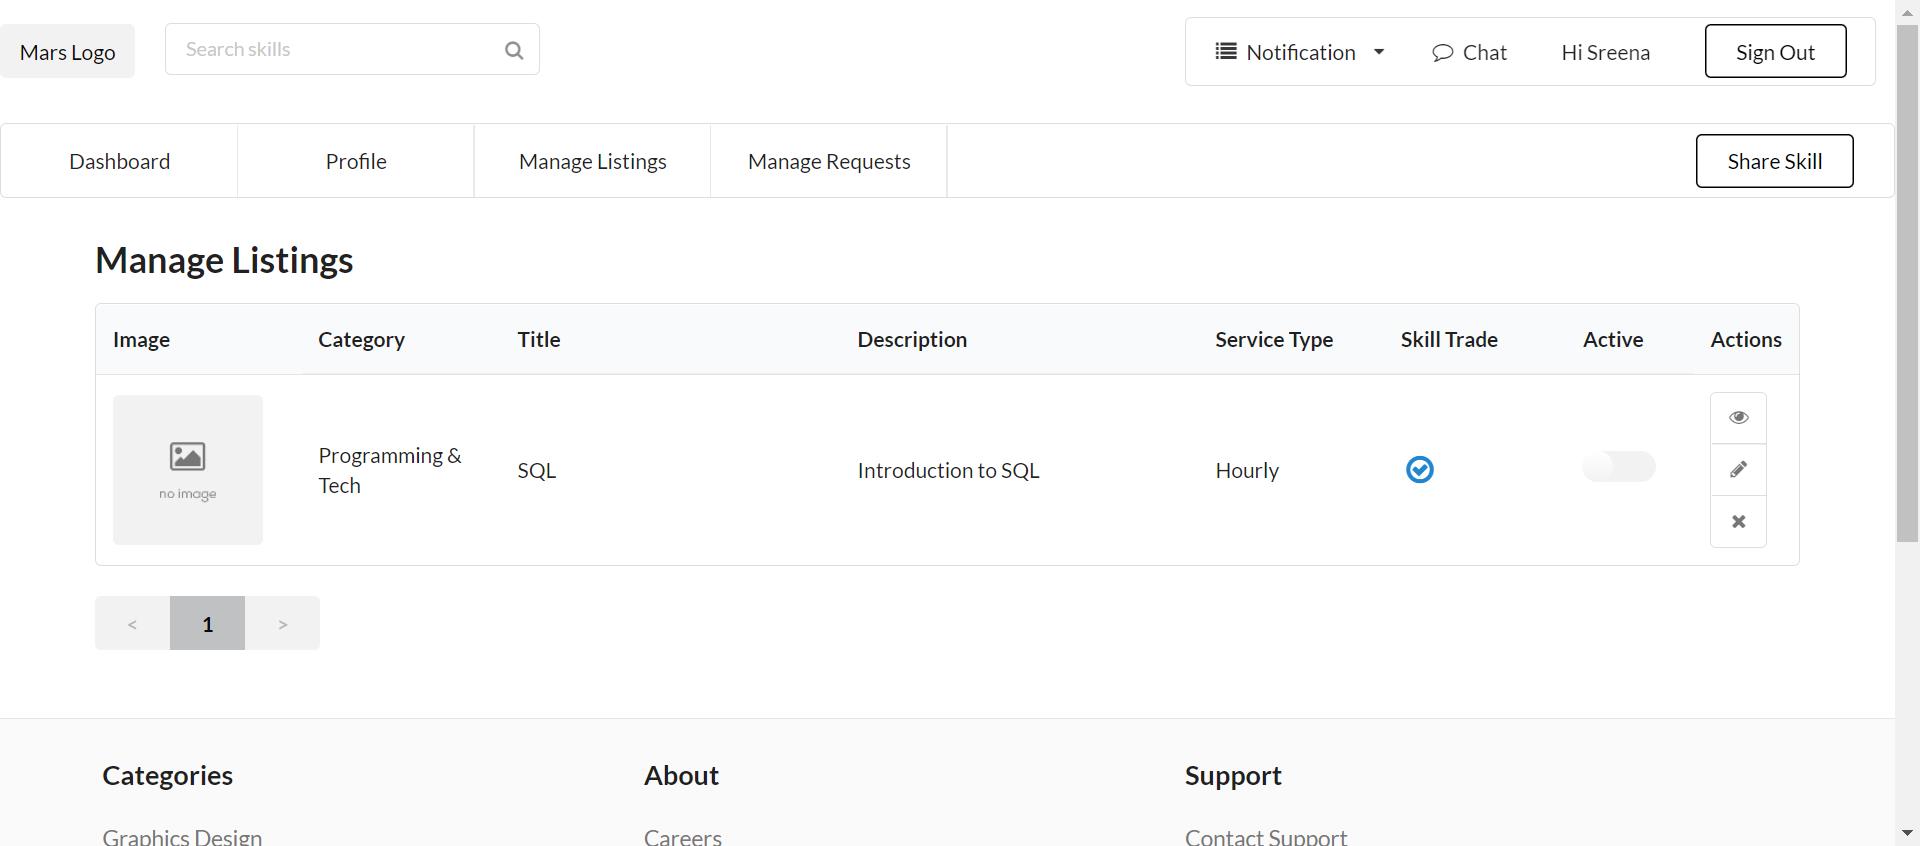 Mars Logo
Search skills
Notification
Chat
Hi Sreena
Sign Out
Dashboard
Profile
Manage Listings
Manage Requests
Share Skill
Manage Listings
Image Category Title Description Service Type Skill Trade Active Actions
no image
Programming &
Tech
SQL
Introduction to SQL
Hourly
< 1 >
Categories About Support
Graphics Design Careers Contact Support